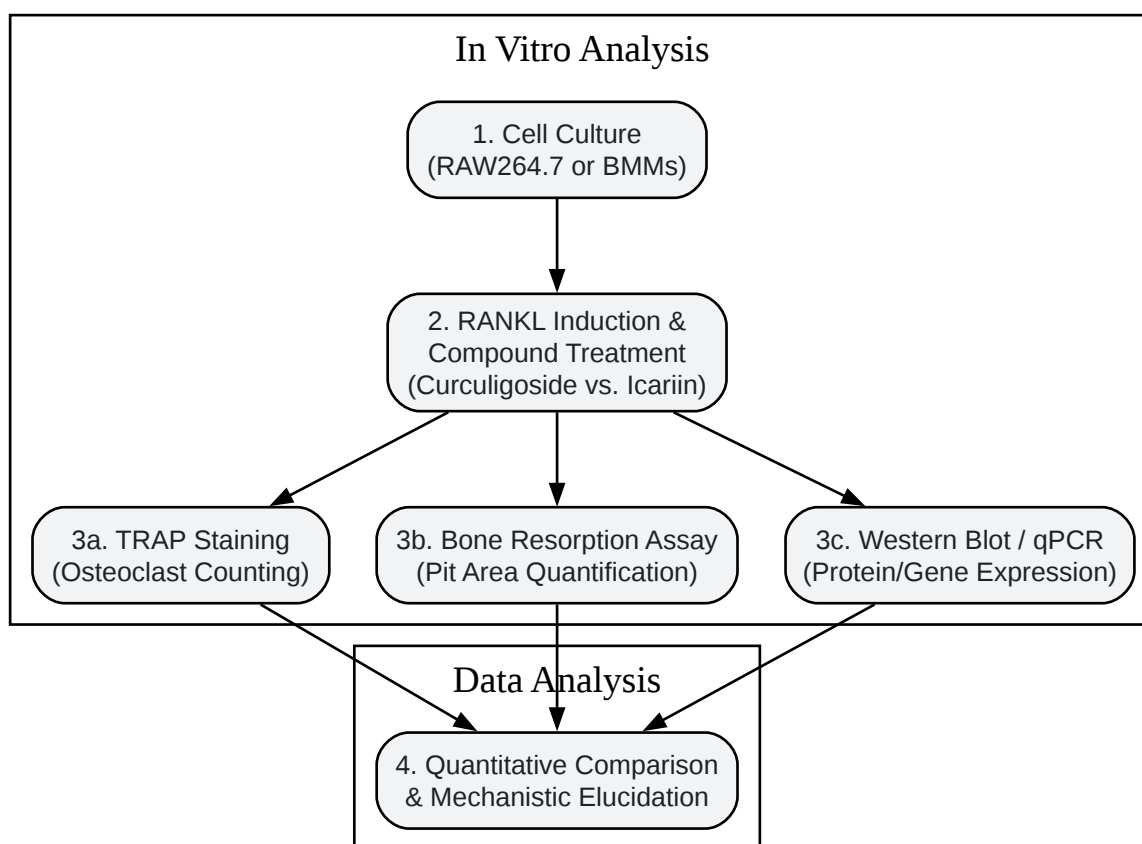 In Vitro Analysis
1. Cell Culture
(RAW264.7 or BMMs)
2. RANKL Induction &
Compound Treatment
(Curculigoside vs. Icariin)
3a. TRAP Staining
(Osteoclast Counting)
3b. Bone Resorption Assay
(Pit Area Quantification)
3c. Western Blot / qPCR
(Protein/Gene Expression)
Data Analysis
4. Quantitative Comparison
& Mechanistic Elucidation